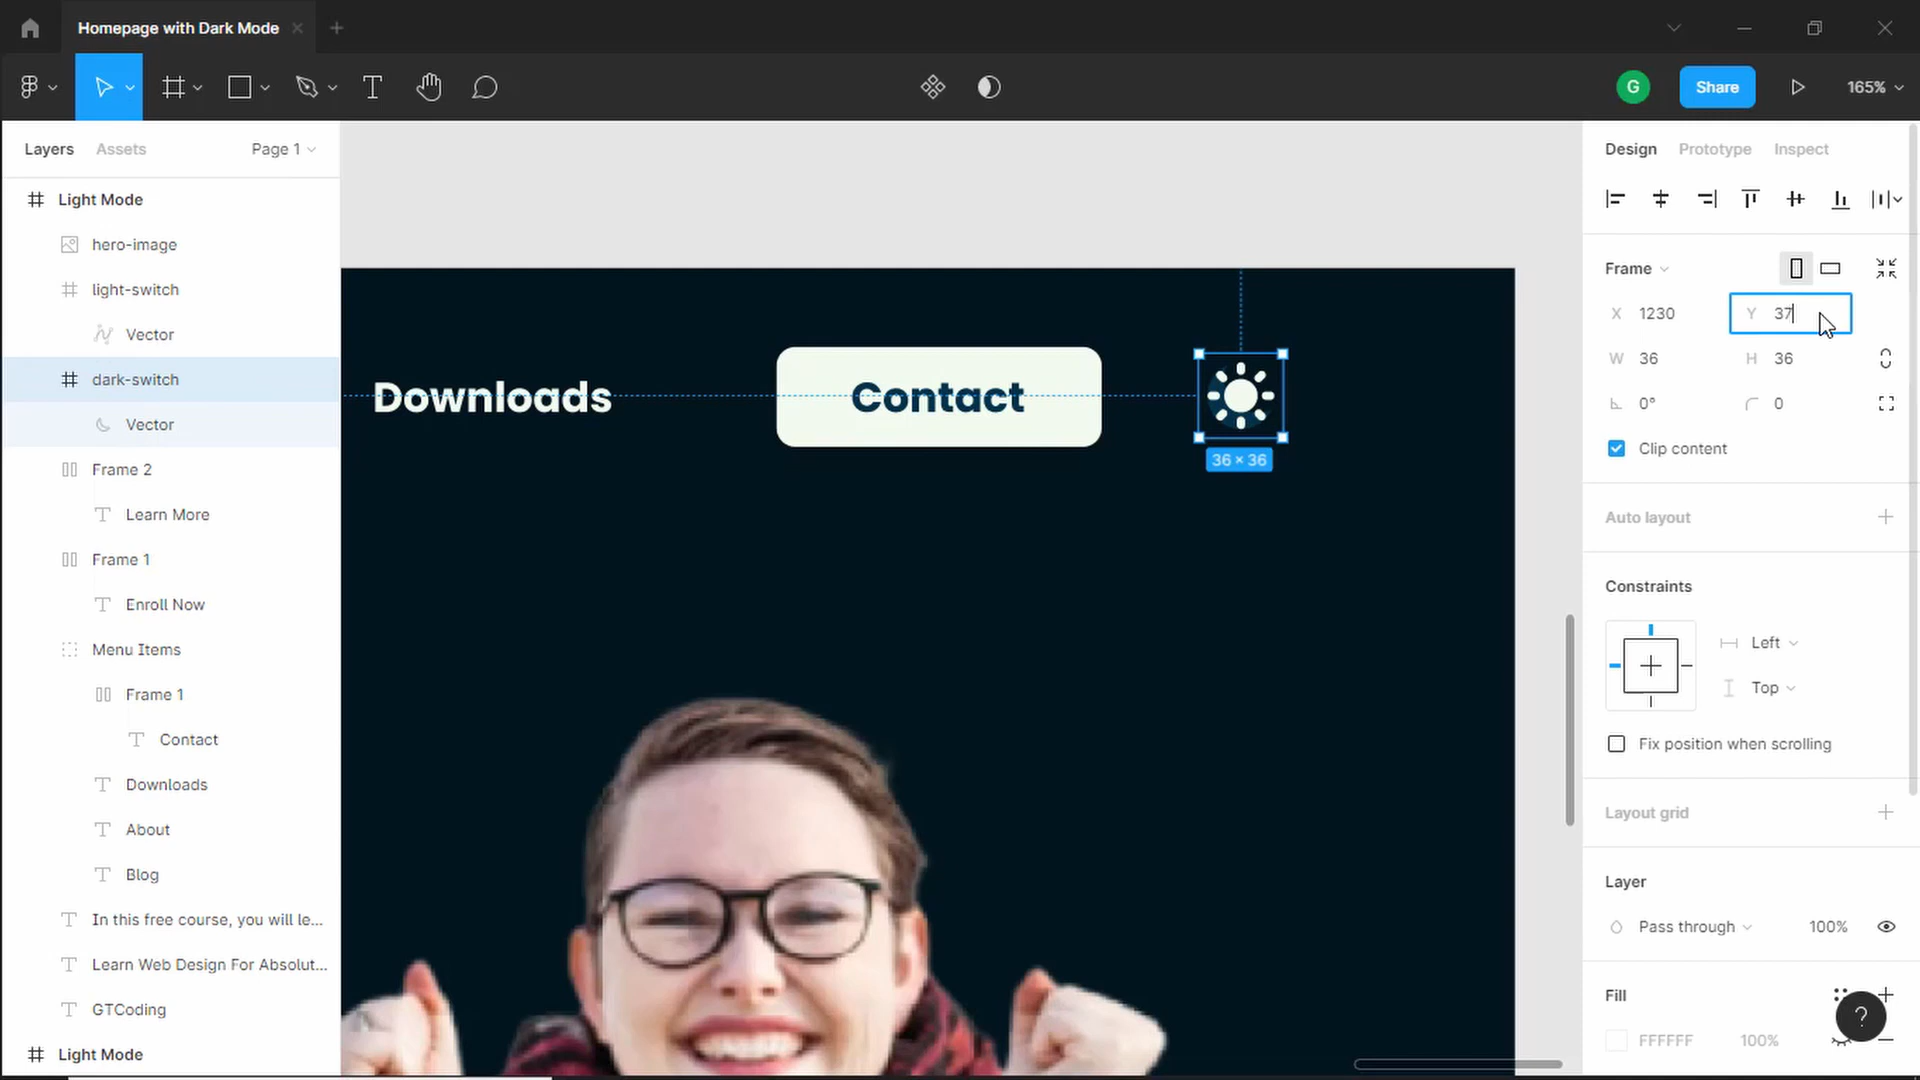 Homepage with Dark Mode
G
Share
165%
Layers
Assets
Page 1
Light Mode
hero-image
light-switch
Vector
dark-switch
Vector
Frame 2
Learn More
Frame 1
Enroll Now
Menu Items
Frame 1
Contact
Downloads
About
Blog
In this free course, you will le...
Learn Web Design For Absolut...
GTCoding
Light Mode
Downloads
Contact
36 × 36
Design
Prototype
Inspect
Frame
X 1230
Y 37
W 36
H 36
0°
0
Clip content
Auto layout
Constraints
Left
Top
Fix position when scrolling
Layout grid
Layer
Pass through
100%
Fill
FFFFFF
100%
?